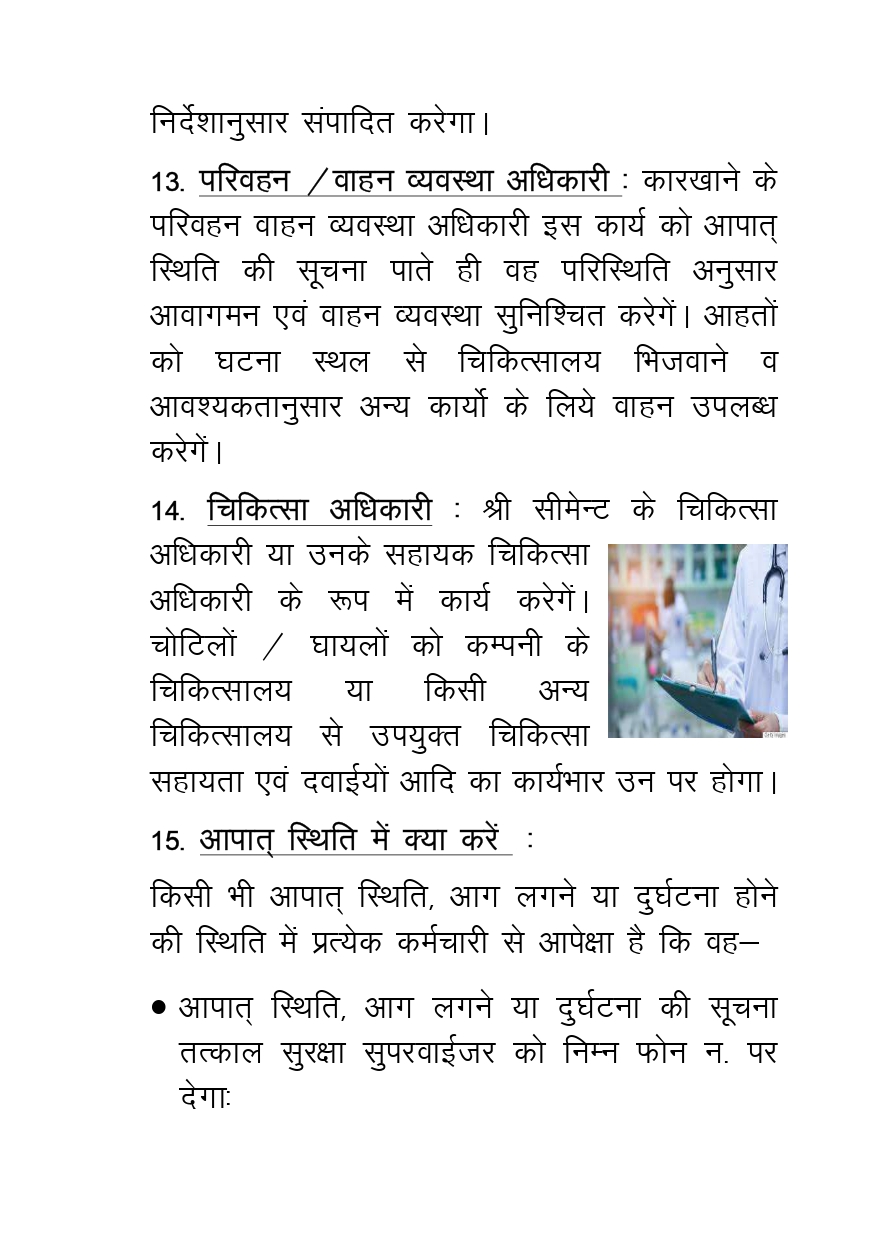 निर्देशानुसार संपादित करेगा।
13. परिवहन /वाहन व्यवस्था अधिकारी : कारखाने के
परिवहन वाहन व्यवस्था अधिकारी इस कार्य को आपात्
स्थिति की सूचना पाते ही वह परिस्थिति अनुसार
आवागमन एवं वाहन व्यवस्था सुनिश्चित करेगें। आहतों
को घटना स्थल से चिकित्सालय भिजवाने व
आवश्यकतानुसार अन्य कार्यो के लिये वाहन उपलब्ध
करेगें।
14. चिकित्सा अधिकारी : श्री सीमेन्ट के चिकित्सा
अधिकारी या उनके सहायक चिकित्सा
अधिकारी के रूप में कार्य करेगें।
चोटिलों / घायलों को कम्पनी के
चिकित्सालय या किसी अन्य
चिकित्सालय से उपयुक्त चिकित्सा
सहायता एवं दवाईयों आदि का कार्यभार उन पर होगा।
15. आपात् स्थिति में क्या करें :
किसी भी आपात् स्थिति, आग लगने या दुर्घटना होने
की स्थिति में प्रत्येक कर्मचारी से आपेक्षा है कि वह–
• आपात् स्थिति, आग लगने या दुर्घटना की सूचना
तत्काल सुरक्षा सुपरवाईजर को निम्न फोन न. पर
देगाः